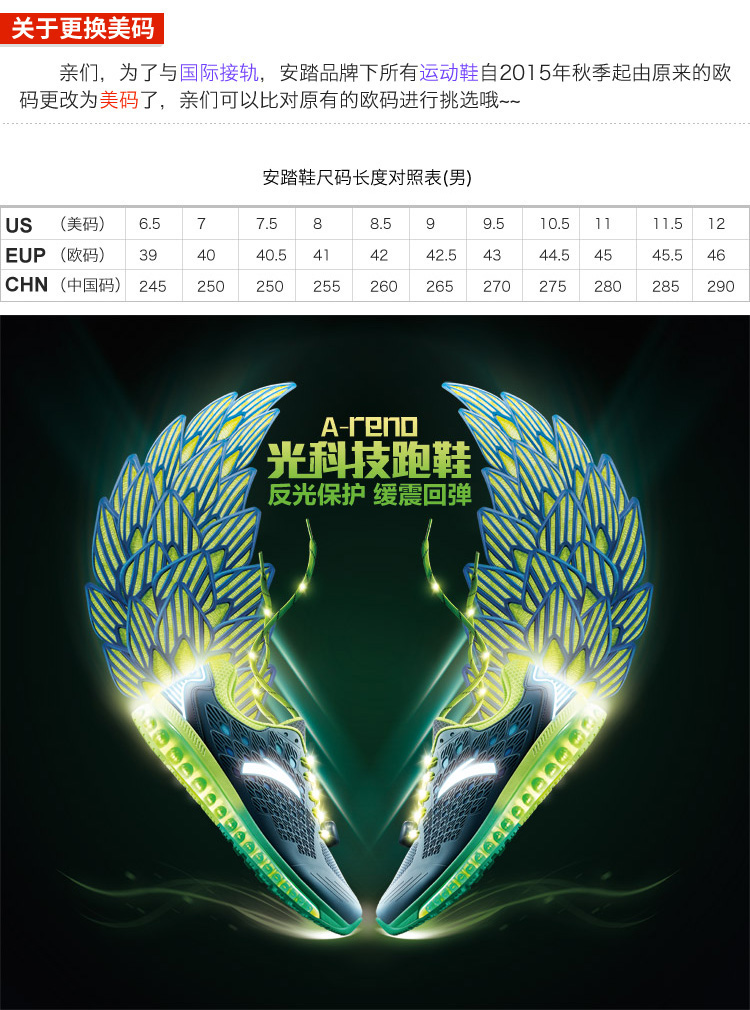 关于更换美码
亲们，为了与国际接轨，安踏品牌下所有运动鞋自2015年秋季起由原来的欧
码更改为美码了，亲们可以比对原有的欧码进行挑选哦~~
安踏鞋尺码长度对照表(男)
US （美码） 6.5 7 7.5 8 8.5 9 9.5 10.5 11 11.5 12
EUP （欧码） 39 40 40.5 41 42 42.5 43 44.5 45 45.5 46
CHN （中国码） 245 250 250 255 260 265 270 275 280 285 290
A-reno
光科技跑鞋
反光保护 缓震回弹